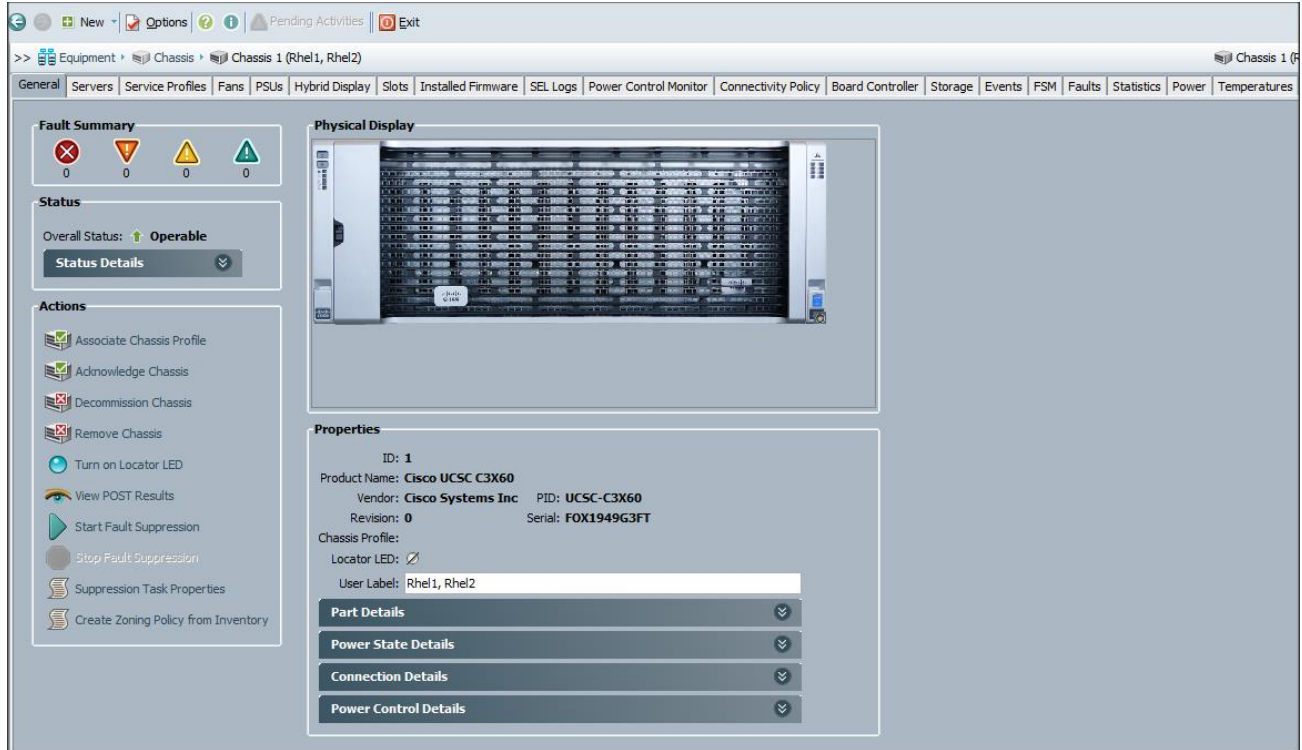 New Options Pending Activities Exit
>> Equipment Chassis Chassis 1 (Rhel1, Rhel2) Chassis 1 (R
General Servers Service Profiles Fans PSUs Hybrid Display Slots Installed Firmware SEL Logs Power Control Monitor Connectivity Policy Board Controller Storage Events FSM Faults Statistics Power Temperatures
Fault Summary
0 0 0 0
Status
Overall Status: Operable
Status Details
Actions
Associate Chassis Profile
Acknowledge Chassis
Decommission Chassis
Remove Chassis
Turn on Locator LED
View POST Results
Start Fault Suppression
Stop Fault Suppression
Suppression Task Properties
Create Zoning Policy from Inventory
Physical Display
Properties
ID: 1
Product Name: Cisco UCSC C3X60
Vendor: Cisco Systems Inc PID: UCSC-C3X60
Revision: 0 Serial: FOX1949G3FT
Chassis Profile:
Locator LED:
User Label: Rhel1, Rhel2
Part Details
Power State Details
Connection Details
Power Control Details